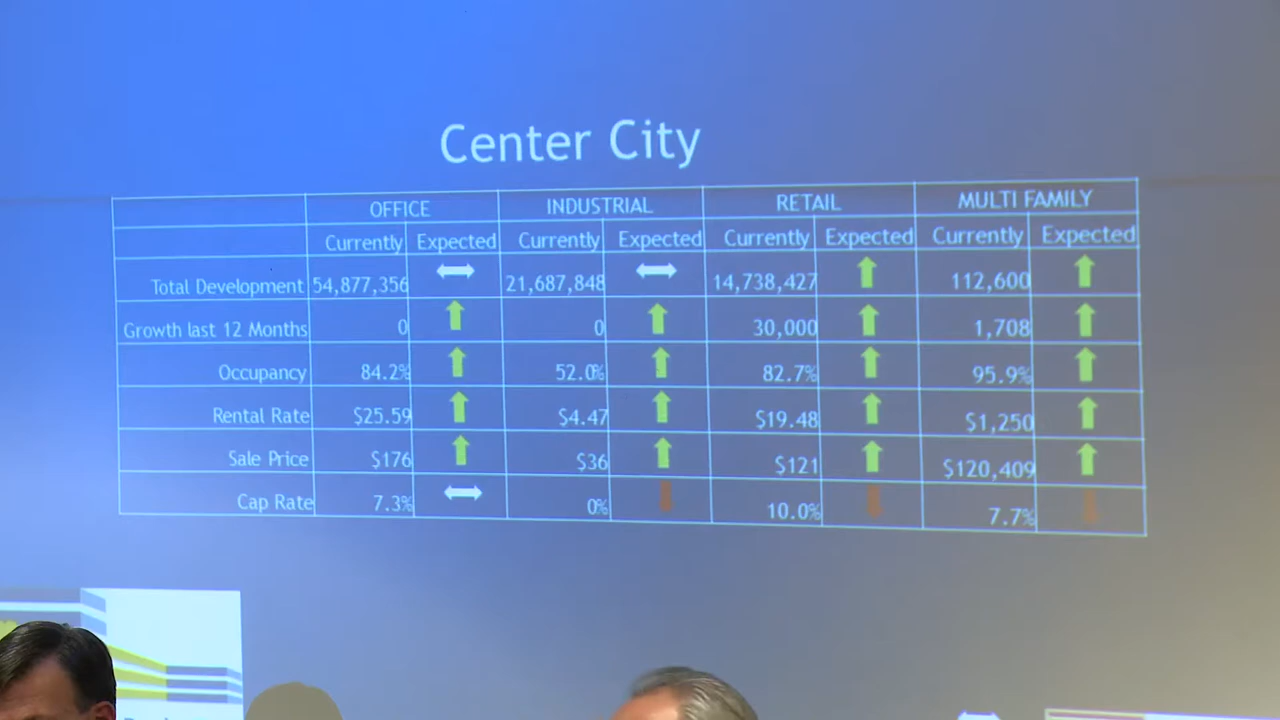 Center City
OFFICE INDUSTRIAL RETAIL MULTI FAMILY
Currently Expected Currently Expected Currently Expected Currently Expected
Total Development 54,877,356 21,687,848 14,738,427 112,600
Growth last 12 Months 0 0 30,000 1,708
Occupancy 84.2% 52.0% 82.7% 95.9%
Rental Rate $25.59 $4.47 $19.48 $1,250
Sale Price $176 $36 $121 $120,409
Cap Rate 7.3% 0% 10.0% 7.7%